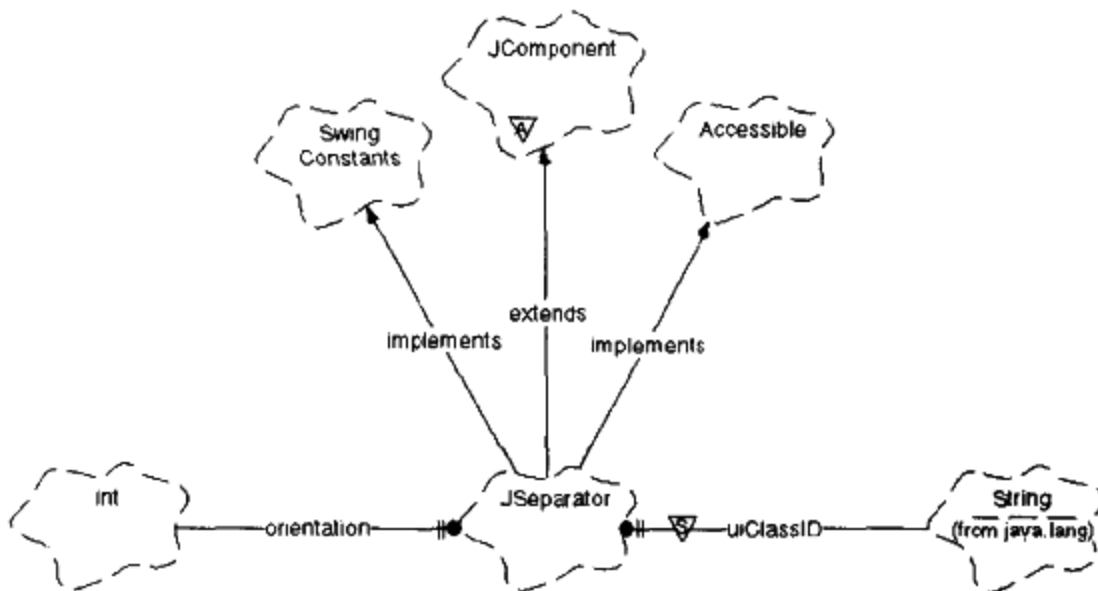 JComponent
A
Swing
Constants
Accessible
extends
implements
implements
int
JSeparator
String
(from java.lang)
orientation
S
uiClassID